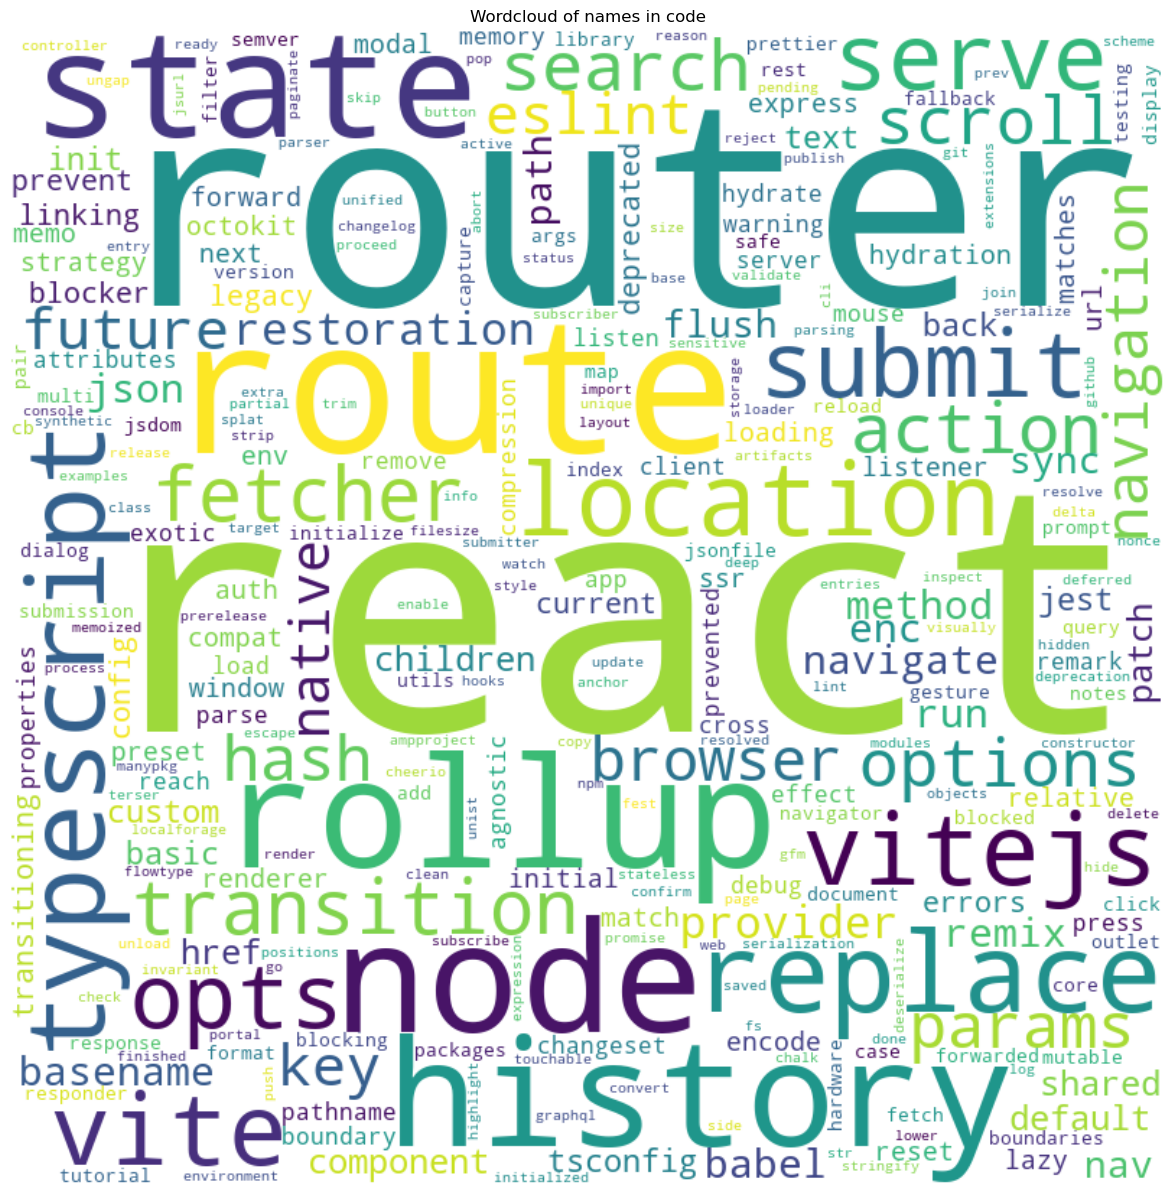 Wordcloud of names in code
controller
ready
semver
modal
memory
library
reason
prettier
scheme
state
ungap
jsurl
filter
paginate
skip
pop
button
search
rest
pending
serve
prev
fallback
display
testing
eslint
express
scroll
init
parser
active
path
text
reject
publish
git
extensions
router
prevent
linking
memo
entry
forward
unified
octokit
changelog
next
proceed
strategy
version
blocker
legacy
capture
abort
args
status
deprecated
size
base
hydrate
warning
safe
server
validate
hydration
cli
join
matches
url
navigation
future
restoration
subscriber
listen
flush
sensitive
parsing
mouse
back
serialize
pair
attributes
json
multi
console
cb
synthetic
jsdom
release
route
extra
partial
splat
strip
trim
env
compression
map
import
unique
layout
storage
loader
reload
loading
artifacts
submit
github
action
typescript
examples
class
fetcher
remove
info
location
index
client
listener
sync
resolve
delta
prompt
nonce
exotic
target
initialize
filesize
submitter
watch
style
dialog
jsonfile
deep
ssr
app
entries
inspect
deferred
react
auth
submission
memoized
prerelease
enable
current
method
jest
compat
native
enc
visually
query
hidden
patch
load
config
process
properties
children
update
prevented
navigate
remark
deprecation
window
utils
hooks
anchor
lint
gesture
notes
parse
cross
run
escape
ampproject
copy
resolved
modules
constructor
preset
manypkg
hash
cheerio
agnostic
browser
options
reach
terser
rollup
add
unist
npm
fest
effect
navigator
objects
relative
blocked
delete
custom
localforage
transitioning
basic
render
gfm
vitejs
hide
flowtype
renderer
clean
initial
stateless
confirm
debug
page
document
errors
click
transition
match
provider
remix
press
outlet
unload
href
positions
subscribe
promise
web
serialization
go
invariant
node
expression
replace
saved
core
deserialize
check
opts
params
response
portal
blocking
packages
changeset
fs
encode
done
finished
format
touchable
chalk
hardware
case
log
forwarded
mutable
basename
key
responder
push
history
convert
shared
highlight
vite
pathname
graphql
side
fetch
default
boundary
lower
reset
boundaries
tutorial
environment
component
initialized
tsconfig
babel
str
stringify
lazy
nav